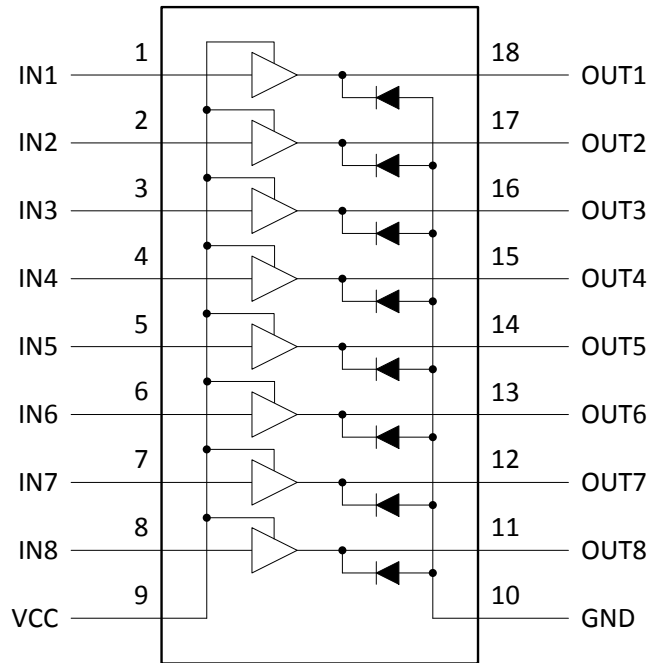 IN1 1 18 OUT1
IN2 2 17 OUT2
IN3 3 16 OUT3
IN4 4 15 OUT4
IN5 5 14 OUT5
IN6 6 13 OUT6
IN7 7 12 OUT7
IN8 8 11 OUT8
VCC 9 10 GND